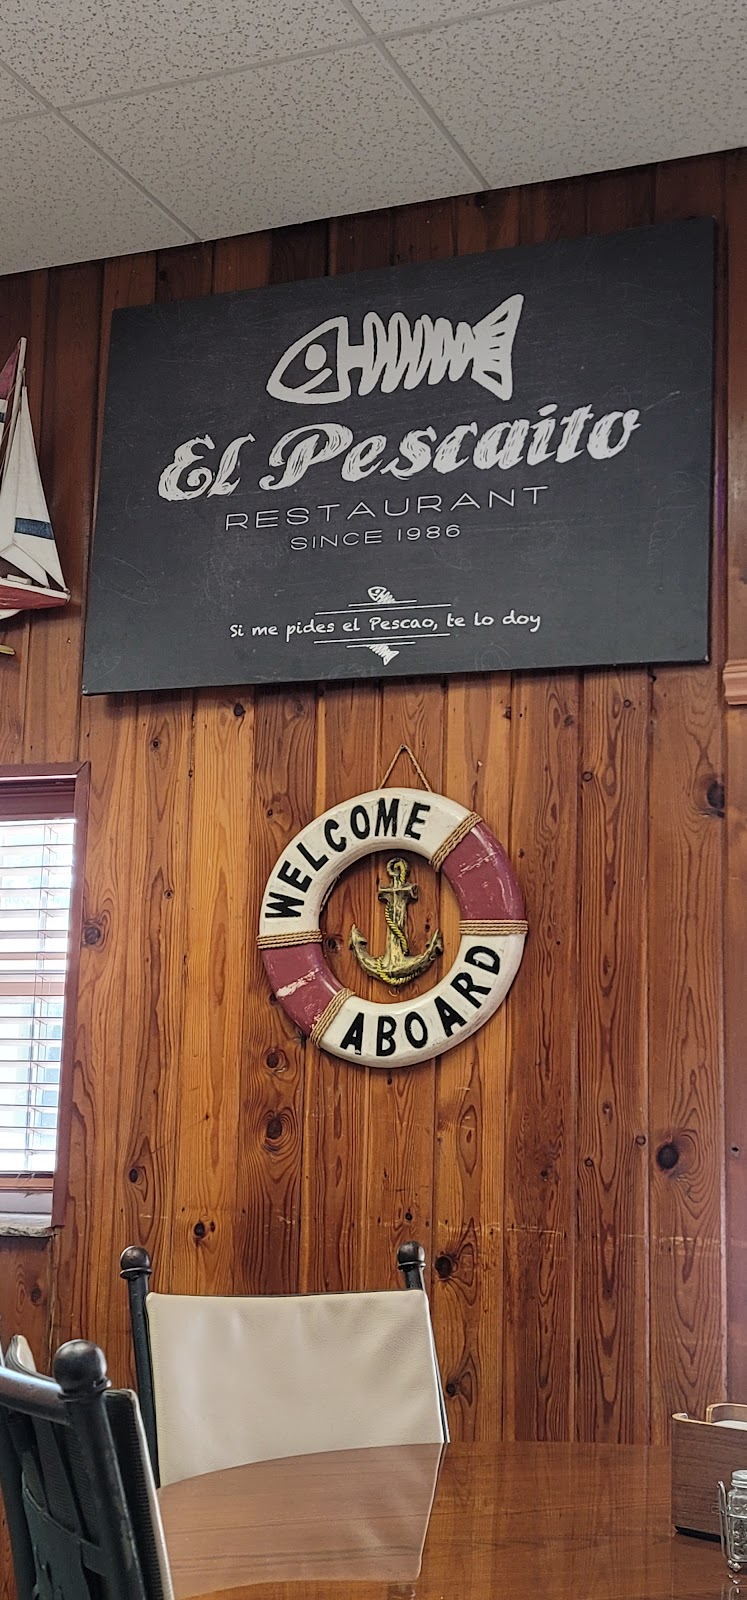 El Pescaito
RESTAURANT
SINCE 1986
Si me pides el Pescao, te lo doy
WELCOME
ABOARD